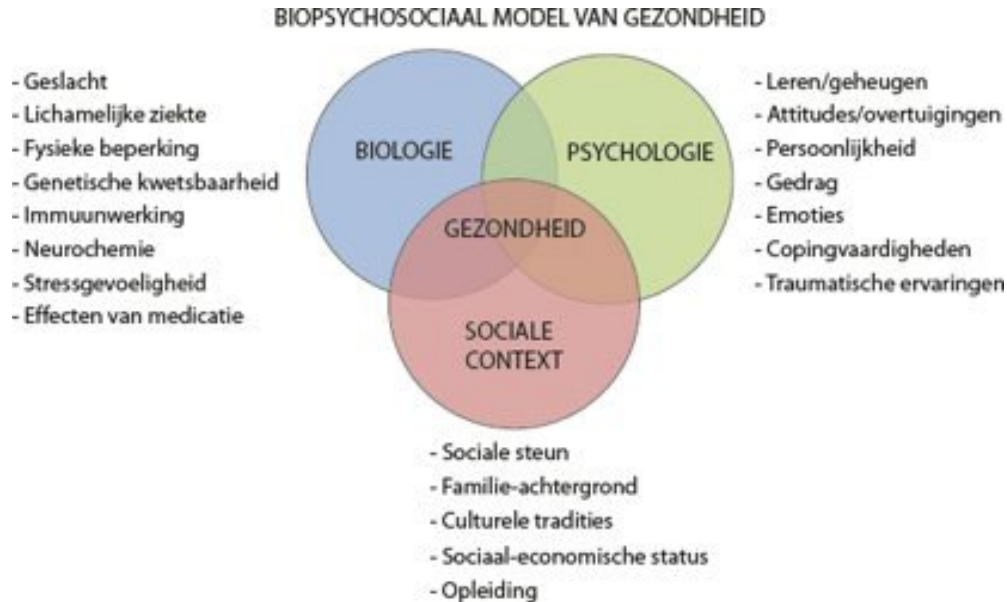 BIOPSYCHOSOCIAAL MODEL VAN GEZONDHEID
- Geslacht
- Lichamelijke ziekte
- Fysieke beperking
- Genetische kwetsbaarheid
- Immuunwerking
- Neurochemie
- Stressgevoeligheid
- Effecten van medicatie
BIOLOGIE
PSYCHOLOGIE
GEZONDHEID
SOCIALE
CONTEXT
- Leren/geheugen
- Attitudes/overtuigingen
- Persoonlijkheid
- Gedrag
- Emoties
- Copingvaardigheden
- Traumatische ervaringen
- Sociale steun
- Familie-achtergrond
- Culturele tradities
- Sociaal-economische status
- Opleiding